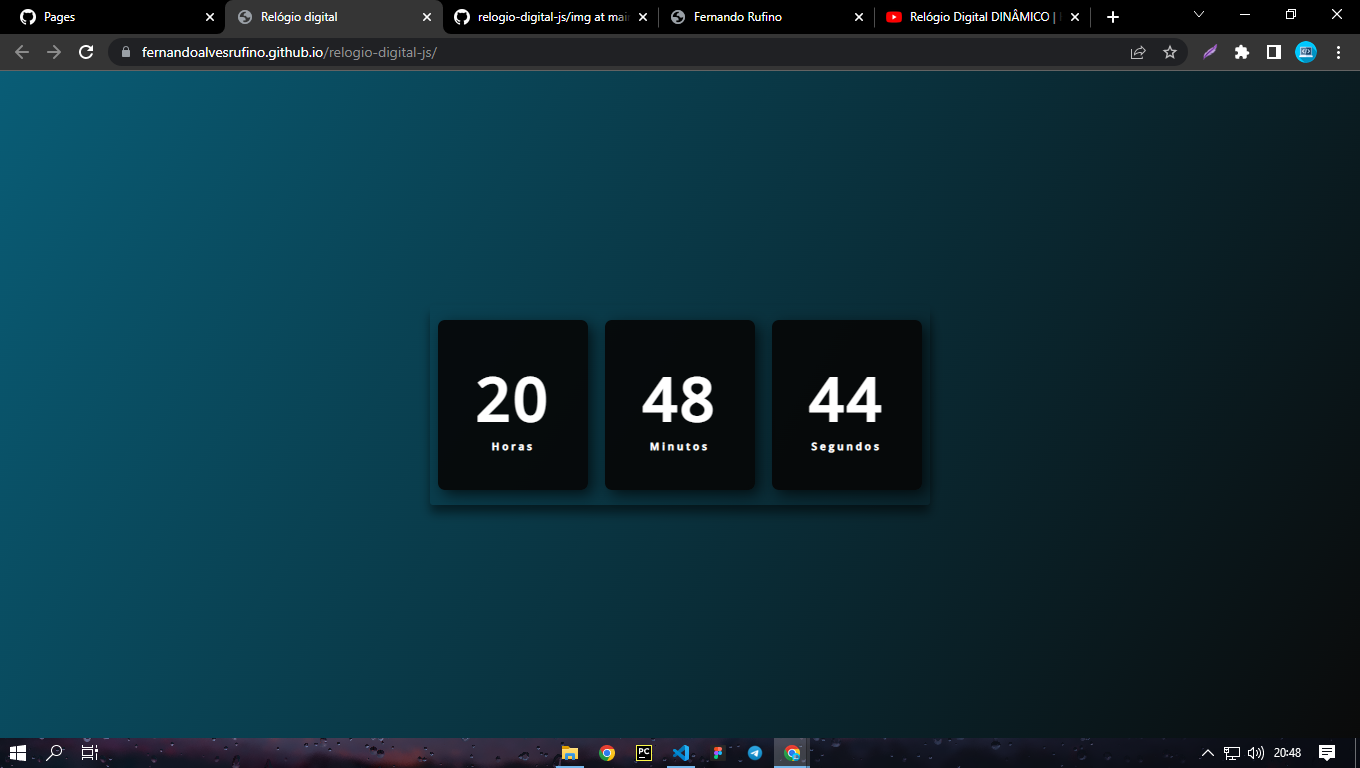 Pages
Relógio digital
relogio-digital-js/img at mai
Fernando Rufino
Relógio Digital DINÂMICO |
fernandoalvesrufino.github.io/relogio-digital-js/
20 48 44
Horas Minutos Segundos
PC
20:48